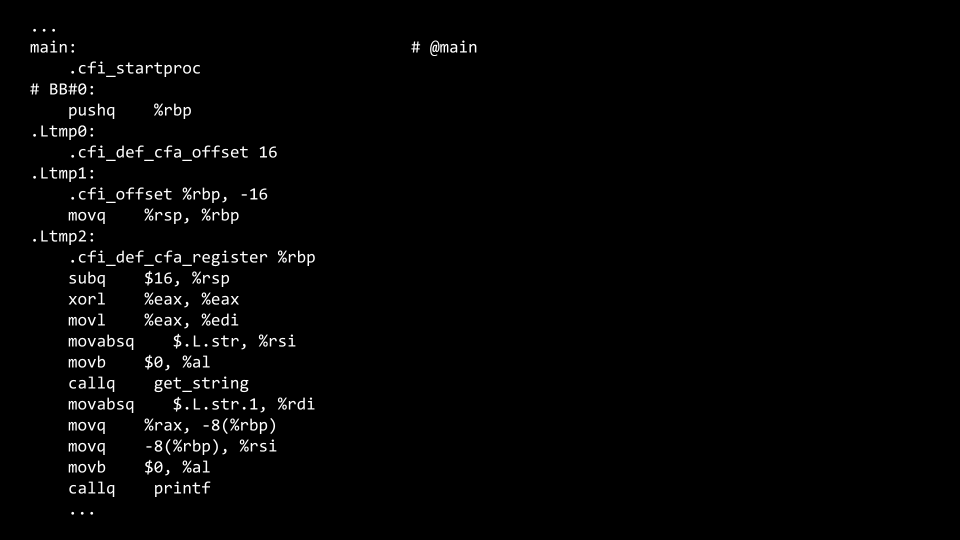 ...
main:                                   # @main
    .cfi_startproc
# BB#0:
    pushq    %rbp
.Ltmp0:
    .cfi_def_cfa_offset 16
.Ltmp1:
    .cfi_offset %rbp, -16
    movq    %rsp, %rbp
.Ltmp2:
    .cfi_def_cfa_register %rbp
    subq    $16, %rsp
    xorl    %eax, %eax
    movl    %eax, %edi
    movabsq    $.L.str, %rsi
    movb    $0, %al
    callq    get_string
    movabsq    $.L.str.1, %rdi
    movq    %rax, -8(%rbp)
    movq    -8(%rbp), %rsi
    movb    $0, %al
    callq    printf
    ...